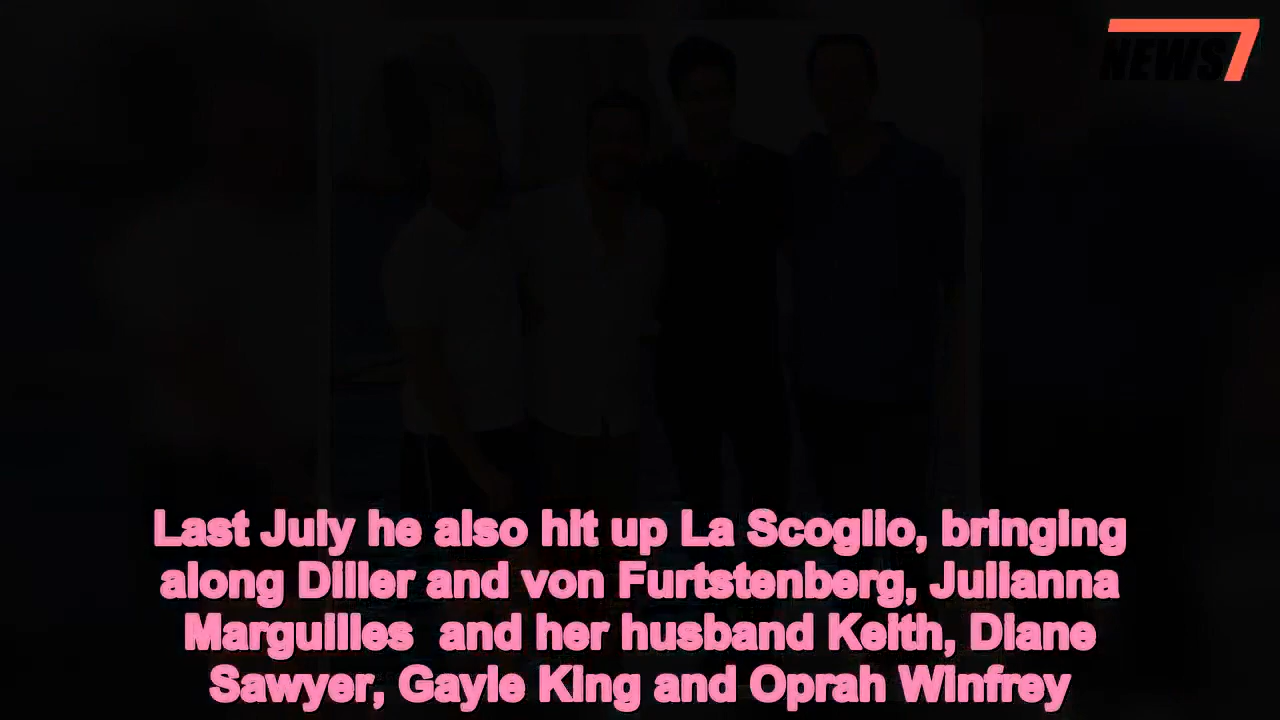 NEWS7
Last July he also hit up La Scoglio, bringing
along Diller and von Furtstenberg, Julianna
Marguilles  and her husband Keith, Diane
Sawyer, Gayle King and Oprah Winfrey